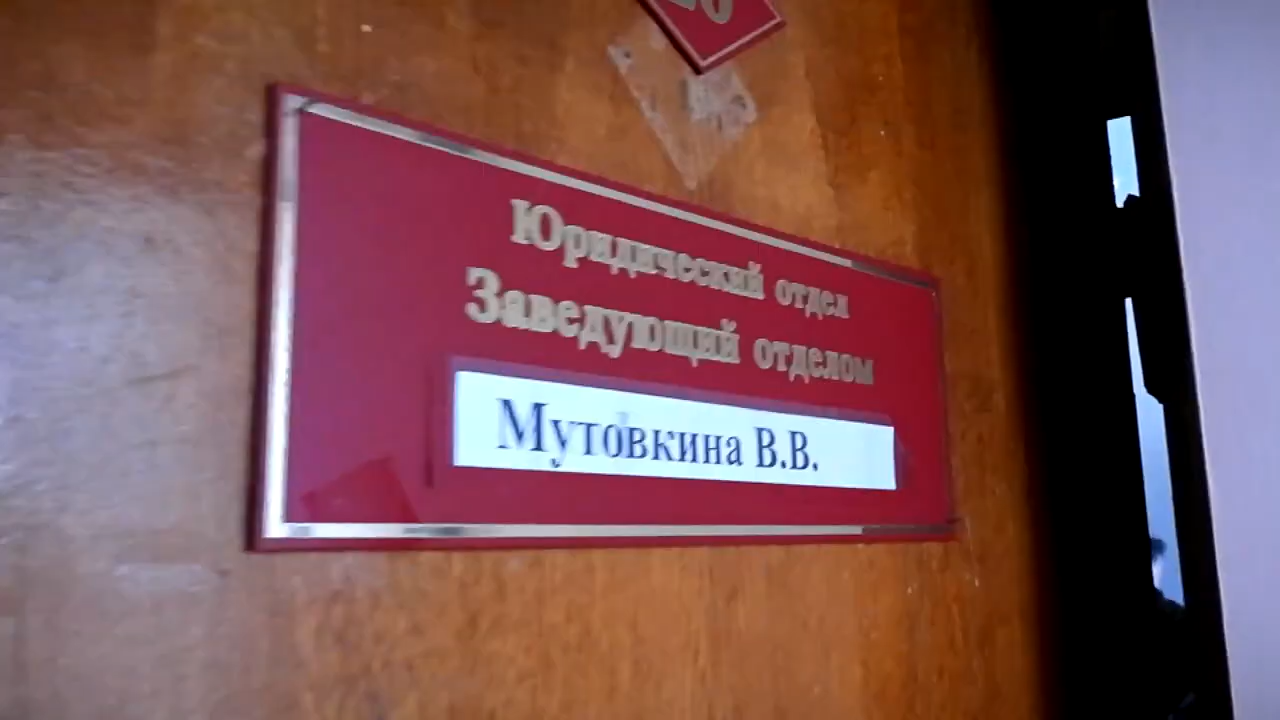 Юридический отдел
Заведующий отделом
Мутовкина В.В.